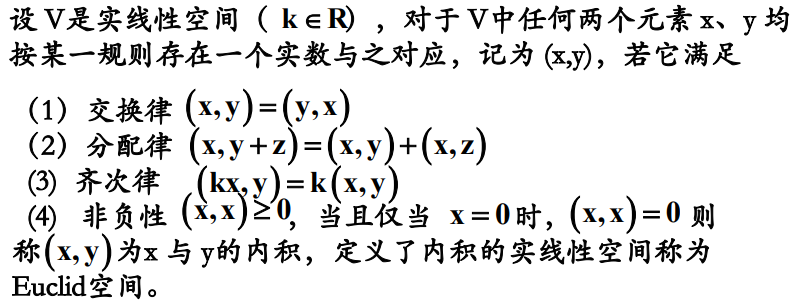 设 V是实线性空间（ k∈R) ，对于 V中任何两个元素 x、y 均
按某一规则存在一个实数与之对应，记为 (x,y)，若它满足
(1) 交换律 (x,y)=(y,x)
(2) 分配律 (x,y+z)=(x,y)+(x,z)
(3) 齐次律 (kx,y)=k(x,y)
(4) 非负性 (x,x)≥0，当且仅当 x=0 时，(x,x)=0 则
称(x,y)为x 与 y的内积，定义了内积的实线性空间称为
Euclid空间。